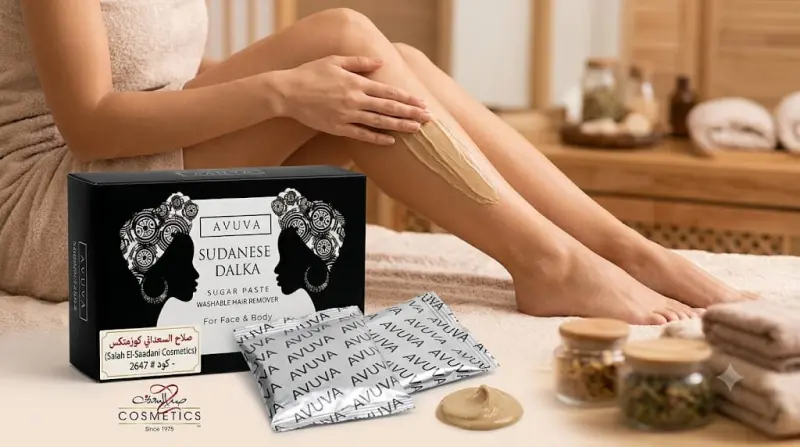 AVUVA
SUDANESE
DALKA
SUGAR PASTE
WASHABLE HAIR REMOVER
For Face & Body
AVUVA
صلاح السعداني كوزمتكس
(Salah El-Saadani Cosmetics)
- كود # 2647
COSMETICS
Since 1975
AVUVA
AVUVA